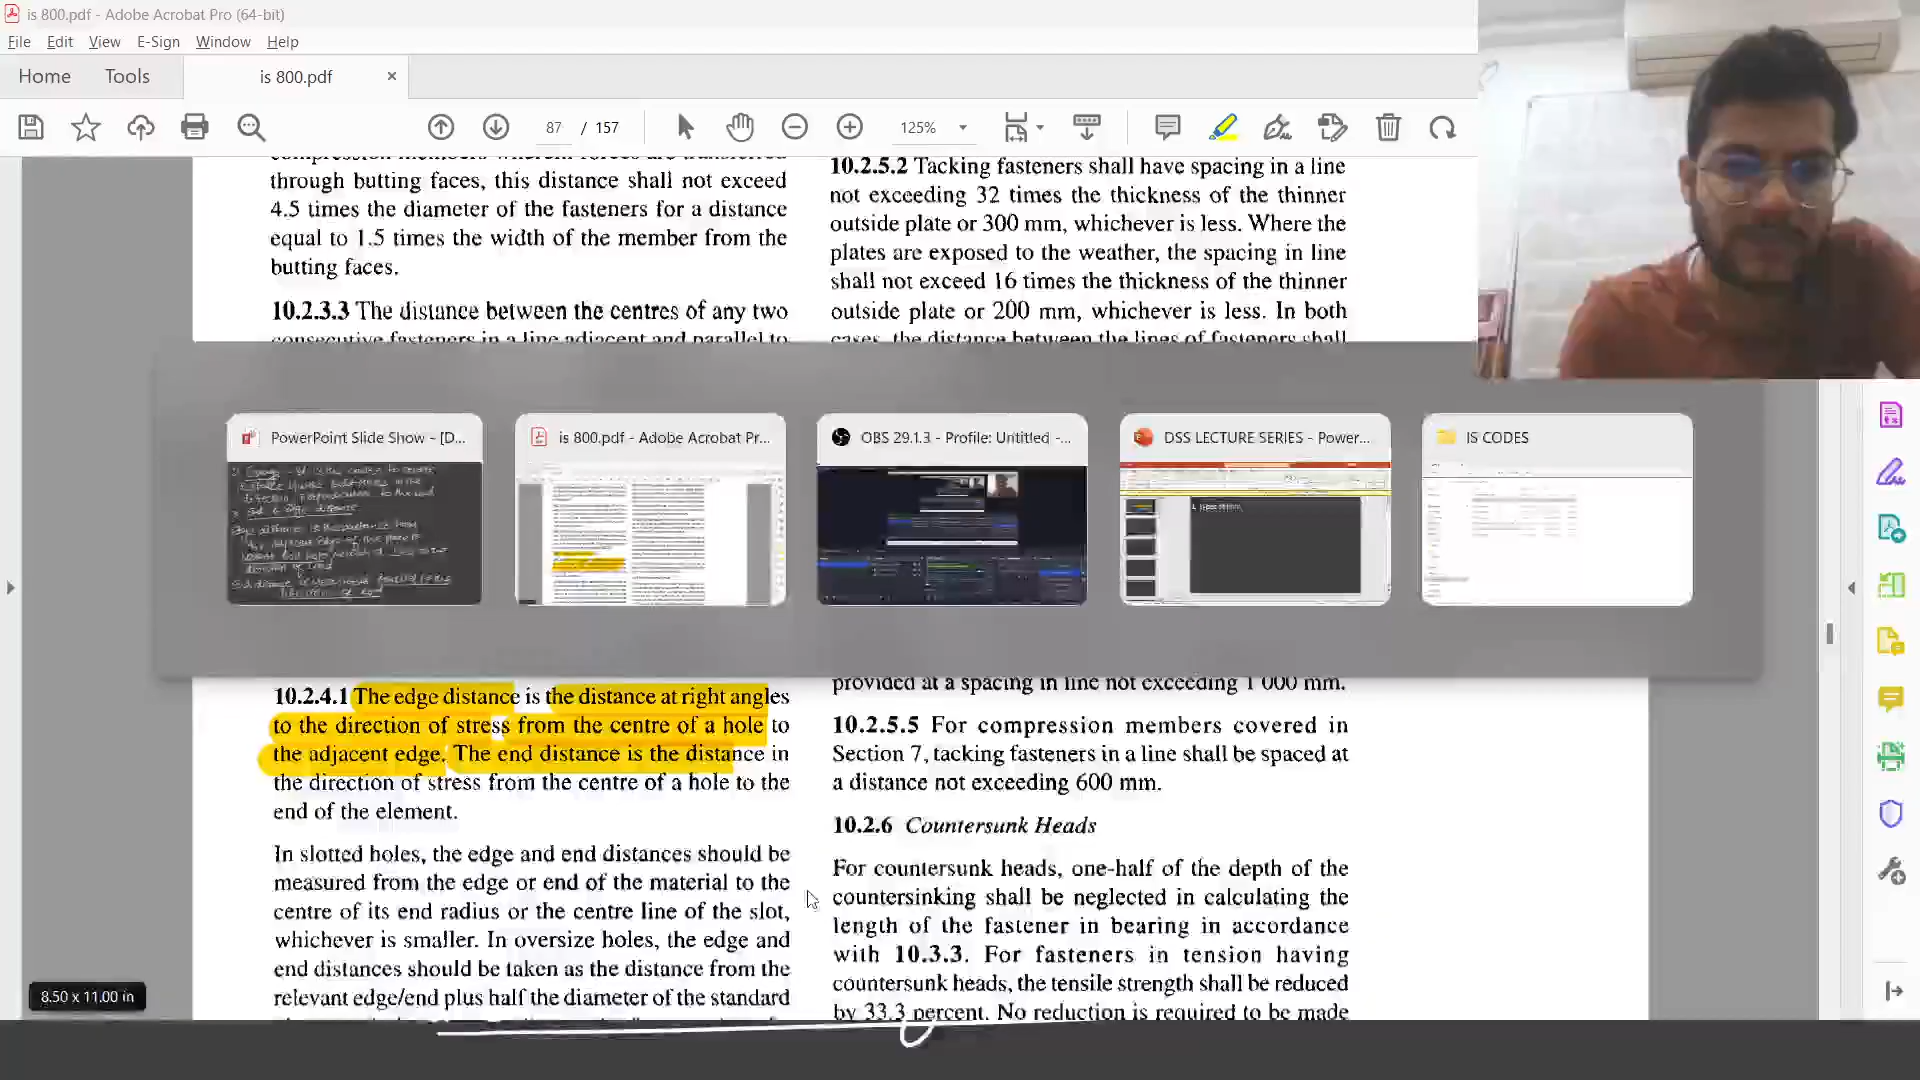 is 800.pdf - Adobe Acrobat Pro (64-bit)
File Edit View E-Sign Window Help
Home Tools is 800.pdf ×
87 / 157 125%
through butting faces, this distance shall not exceed
4.5 times the diameter of the fasteners for a distance
equal to 1.5 times the width of the member from the
butting faces.
10.2.3.3 The distance between the centres of any two
consecutive fasteners in a line adjacent and parallel to
10.2.5.2 Tacking fasteners shall have spacing in a line
not exceeding 32 times the thickness of the thinner
outside plate or 300 mm, whichever is less. Where the
plates are exposed to the weather, the spacing in line
shall not exceed 16 times the thickness of the thinner
outside plate or 200 mm, whichever is less. In both
cases, the distance between the lines of fasteners shall
PowerPoint Slide Show - [D...
is 800.pdf - Adobe Acrobat Pr...
OBS 29.1.3 - Profile: Untitled -...
DSS LECTURE SERIES - Power...
IS CODES
10.2.4.1 The edge distance is the distance at right angles
to the direction of stress from the centre of a hole to
the adjacent edge. The end distance is the distance in
the direction of stress from the centre of a hole to the
end of the element.
In slotted holes, the edge and end distances should be
measured from the edge or end of the material to the
centre of its end radius or the centre line of the slot,
whichever is smaller. In oversize holes, the edge and
end distances should be taken as the distance from the
relevant edge/end plus half the diameter of the standard
provided at a spacing in line not exceeding 1 000 mm.
10.2.5.5 For compression members covered in
Section 7, tacking fasteners in a line shall be spaced at
a distance not exceeding 600 mm.
10.2.6 Countersunk Heads
For countersunk heads, one-half of the depth of the
countersinking shall be neglected in calculating the
length of the fastener in bearing in accordance
with 10.3.3. For fasteners in tension having
countersunk heads, the tensile strength shall be reduced
by 33.3 percent. No reduction is required to be made
8.50 x 11.00 in